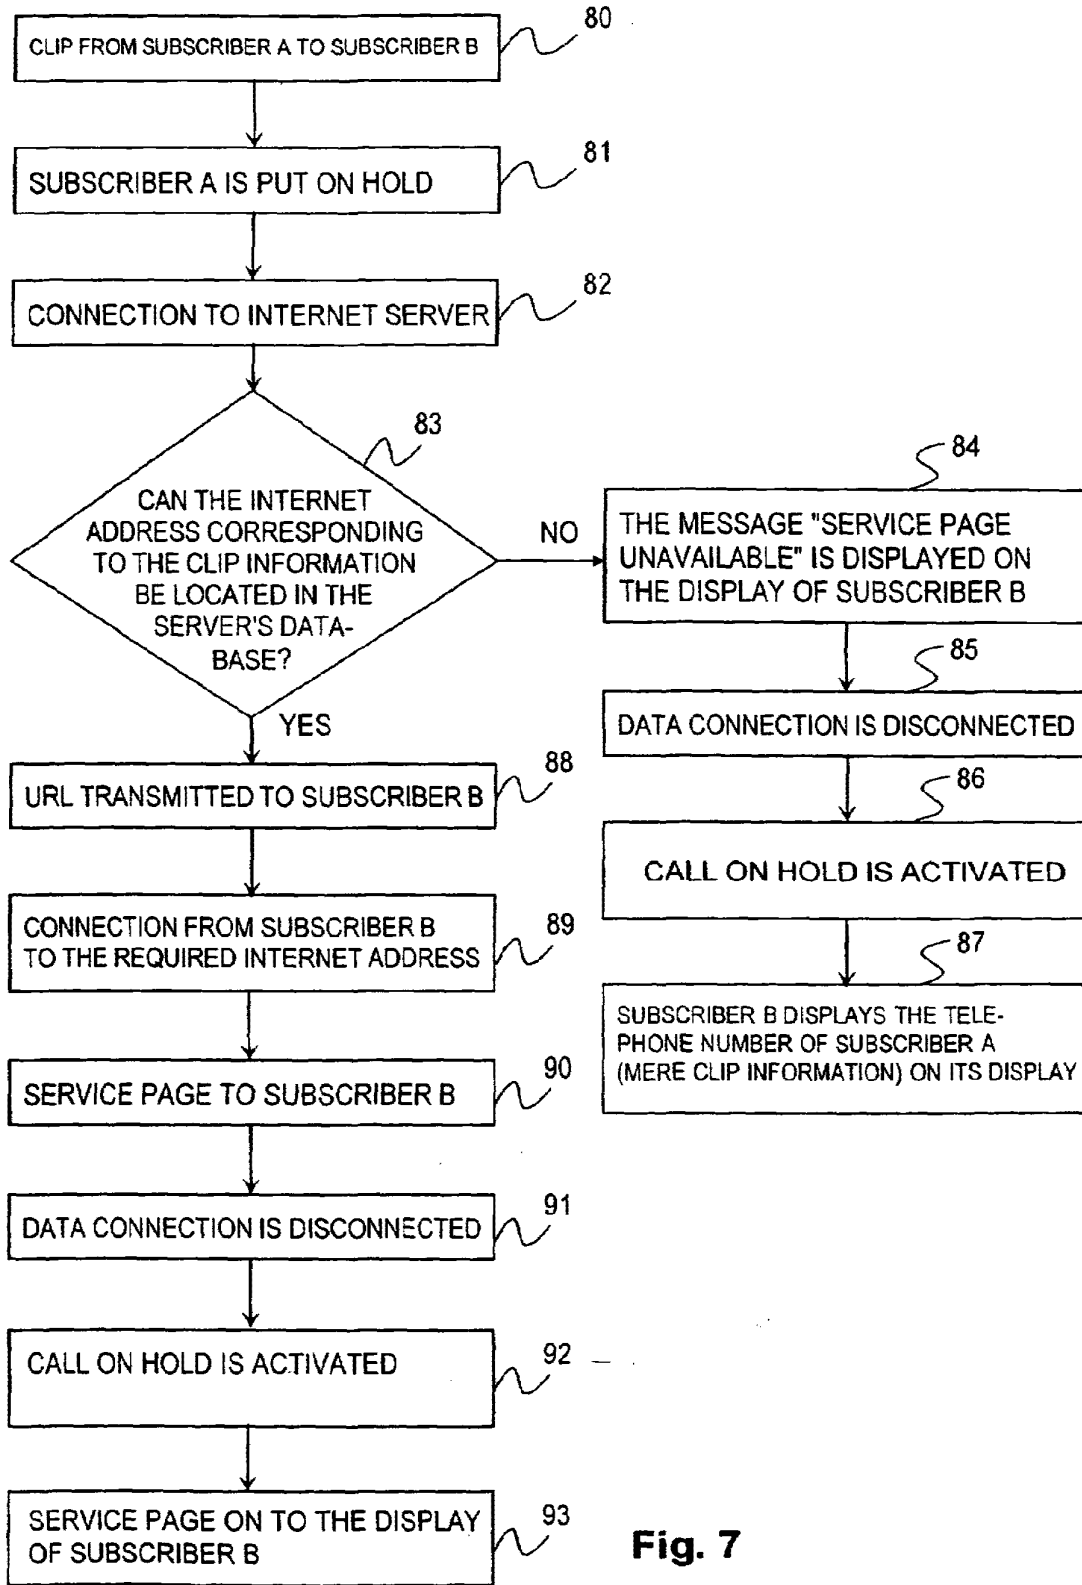 80
CLIP FROM SUBSCRIBER A TO SUBSCRIBER B
81
SUBSCRIBER A IS PUT ON HOLD
82
CONNECTION TO INTERNET SERVER
83
CAN THE INTERNET
ADDRESS CORRESPONDING
TO THE CLIP INFORMATION
BE LOCATED IN THE
SERVER'S DATA-
BASE?
NO
YES
84
THE MESSAGE "SERVICE PAGE
UNAVAILABLE" IS DISPLAYED ON
THE DISPLAY OF SUBSCRIBER B
85
DATA CONNECTION IS DISCONNECTED
86
CALL ON HOLD IS ACTIVATED
87
SUBSCRIBER B DISPLAYS THE TELE-
PHONE NUMBER OF SUBSCRIBER A
(MERE CLIP INFORMATION) ON ITS DISPLAY
88
URL TRANSMITTED TO SUBSCRIBER B
89
CONNECTION FROM SUBSCRIBER B
TO THE REQUIRED INTERNET ADDRESS
90
SERVICE PAGE TO SUBSCRIBER B
91
DATA CONNECTION IS DISCONNECTED
92
CALL ON HOLD IS ACTIVATED
93
SERVICE PAGE ON TO THE DISPLAY
OF SUBSCRIBER B
Fig. 7